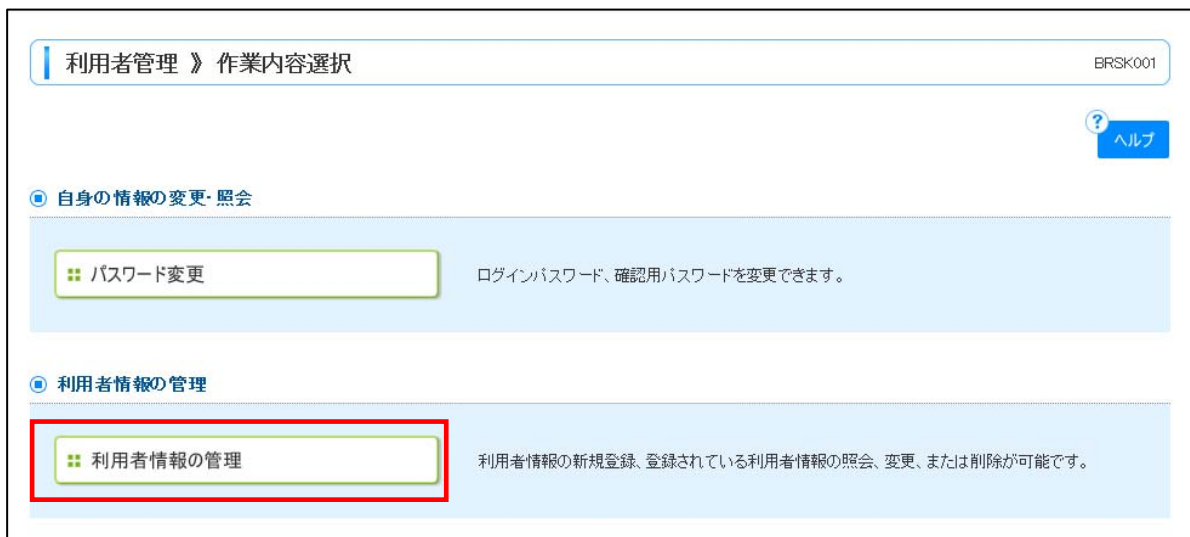 利用者管理 》 作業内容選択
BRSK001
?
ヘルプ
自身の情報の変更・照会
パスワード変更
ログインパスワード、確認用パスワードを変更できます。
利用者情報の管理
利用者情報の管理
利用者情報の新規登録、登録されている利用者情報の照会、変更、または削除が可能です。